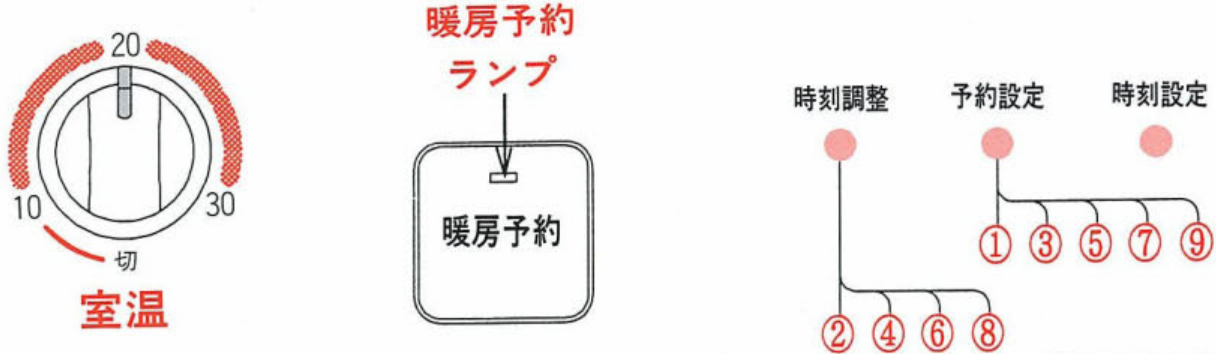 20
10
30
切
室温
暖房予約
ランプ
暖房予約
時刻調整 予約設定 時刻設定
① ③ ⑤ ⑦ ⑨
② ④ ⑥ ⑧